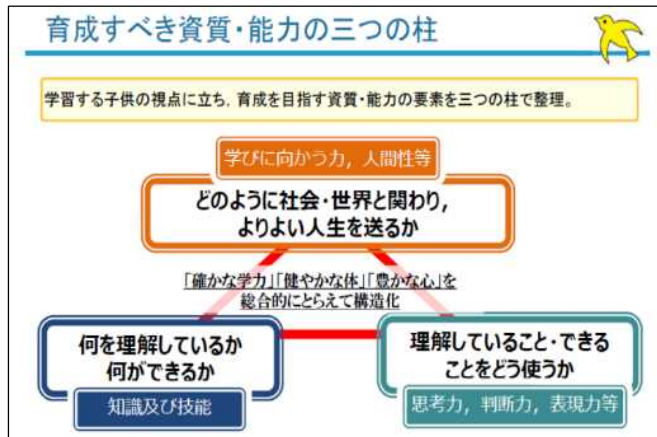 育成すべき資質・能力の三つの柱
学習する子供の視点に立ち，育成を目指す資質・能力の要素を三つの柱で整理。
学びに向かう力，人間性等
どのように社会・世界と関わり，
よりよい人生を送るか
「確かな学力」「健やかな体」「豊かな心」を
総合的にとらえて構造化
何を理解しているか
何ができるか
知識及び技能
理解していること・できる
ことをどう使うか
思考力，判断力，表現力等